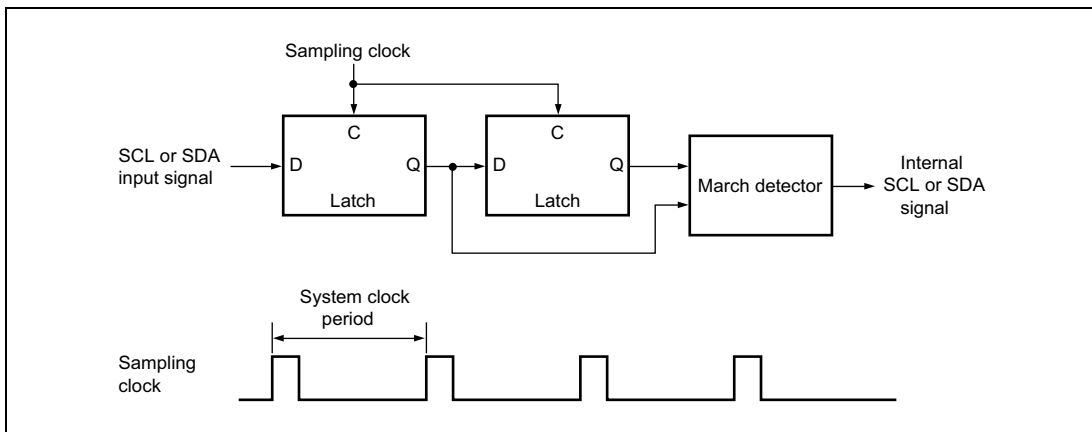 Sampling clock
SCL or SDA
input signal
C
D
Q
Latch
C
D
Q
Latch
March detector
Internal
SCL or SDA
signal
System clock
period
Sampling
clock